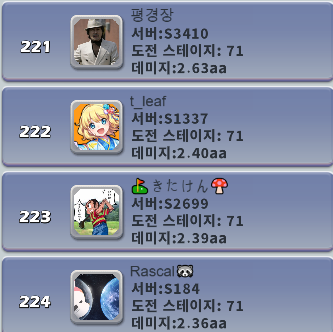 221
평경장
서버:S3410
도전 스테이지: 71
데미지:2.63aa
222
t_leaf
서버:S1337
도전 스테이지: 71
데미지:2.40aa
223
⛳きたけん🍄
서버:S2699
도전 스테이지: 71
데미지:2.39aa
224
Rascal🦝
서버:S184
도전 스테이지: 71
데미지:2.36aa